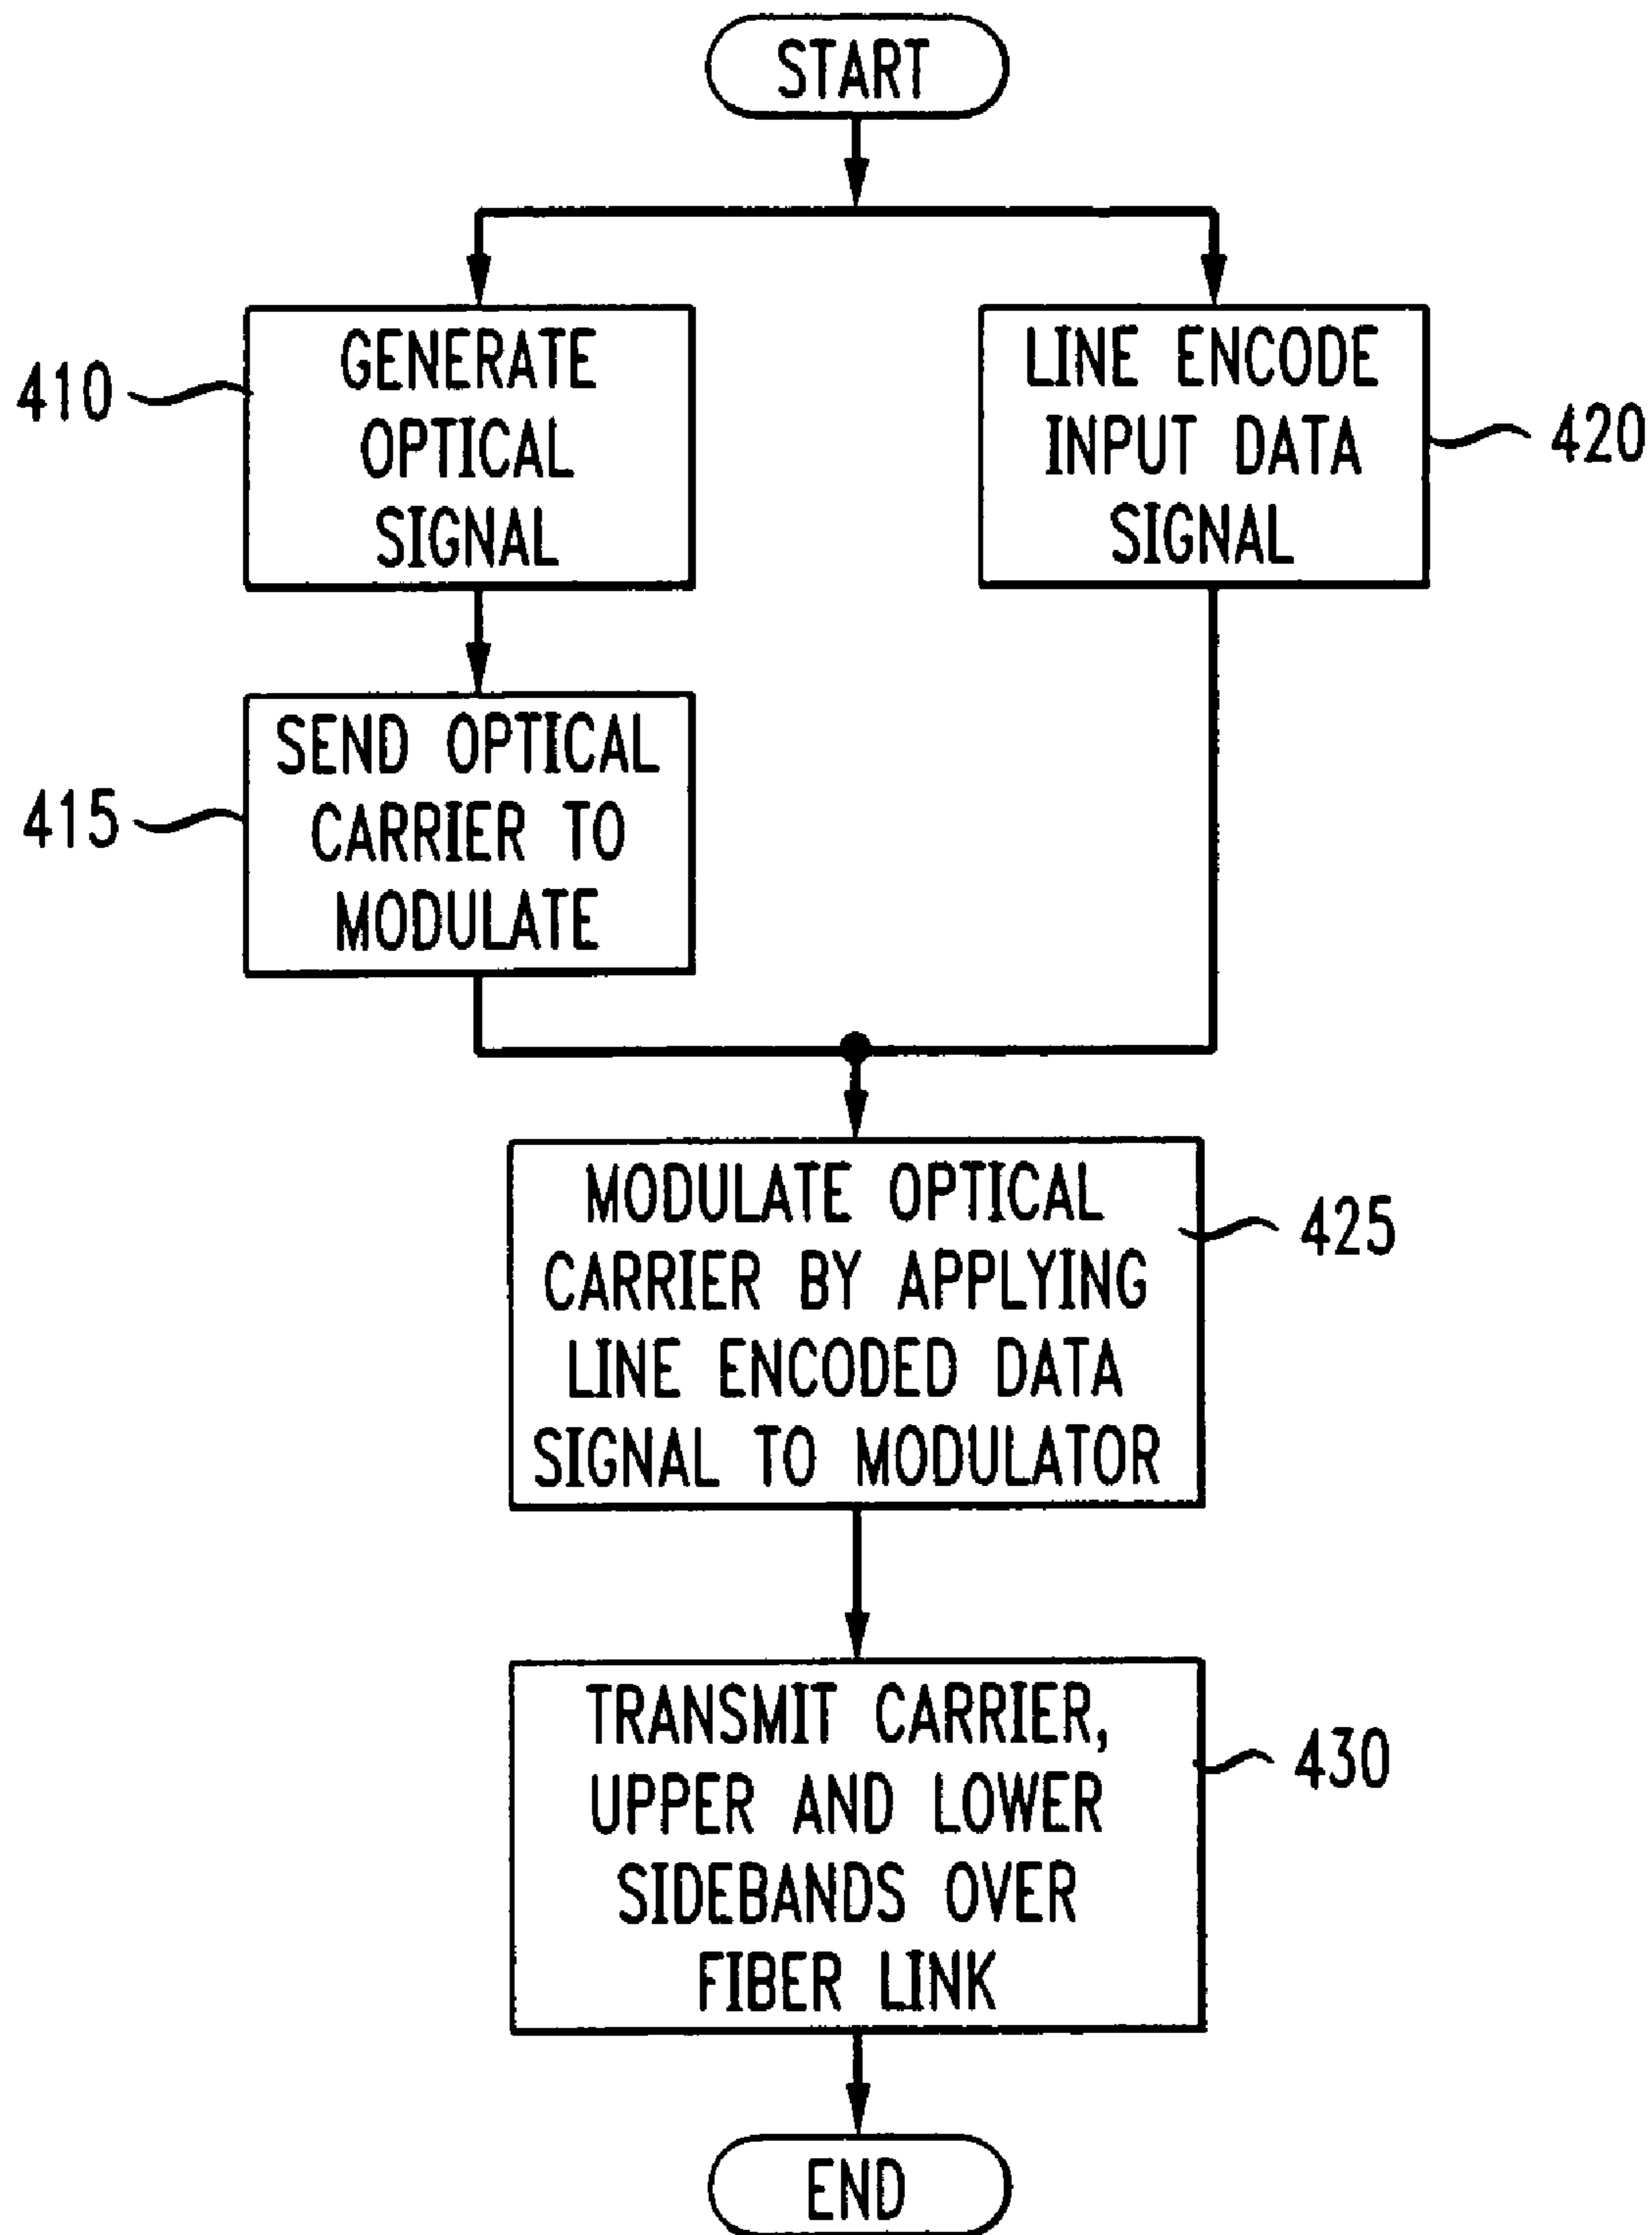 START
410
GENERATE
OPTICAL
SIGNAL
LINE ENCODE
INPUT DATA
SIGNAL
420
415
SEND OPTICAL
CARRIER TO
MODULATE
MODULATE OPTICAL
CARRIER BY APPLYING
LINE ENCODED DATA
SIGNAL TO MODULATOR
425
TRANSMIT CARRIER,
UPPER AND LOWER
SIDEBANDS OVER
FIBER LINK
430
END